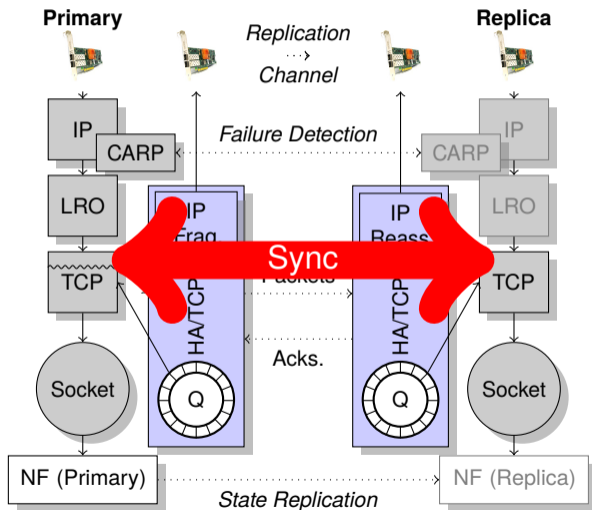 Primary
Replication
Channel
Replica
IP
CARP
Failure Detection
CARP
IP
LRO
LRO
IP
Frag
IP
Reass
Sync
TCP
HA/TCP
Packets
HA/TCP
TCP
Acks.
Socket
Q
Q
Socket
NF (Primary)
NF (Replica)
State Replication